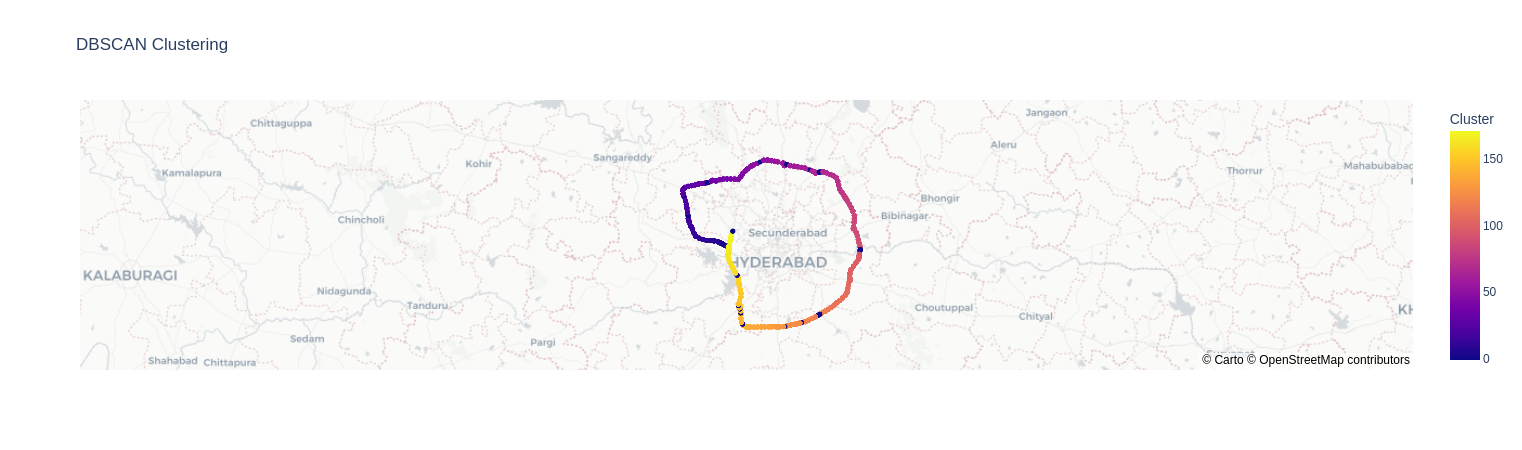 DBSCAN Clustering
Jangaon
Cluster
Chittaguppa
Aleru
Sangareddy
Kohir
150
Mahabubabad
Kamalapura
Thorrur
Bhongir
Bibinagar
Chincholi
100
Secunderabad
HYDERABAD
KALABURAGI
Nidagunda
50
Tanduru
Choutuppal
KH
Chityal
Sedam
Pargi
Shahabad
Chittapura
© Carto © OpenStreetMap contributors
0